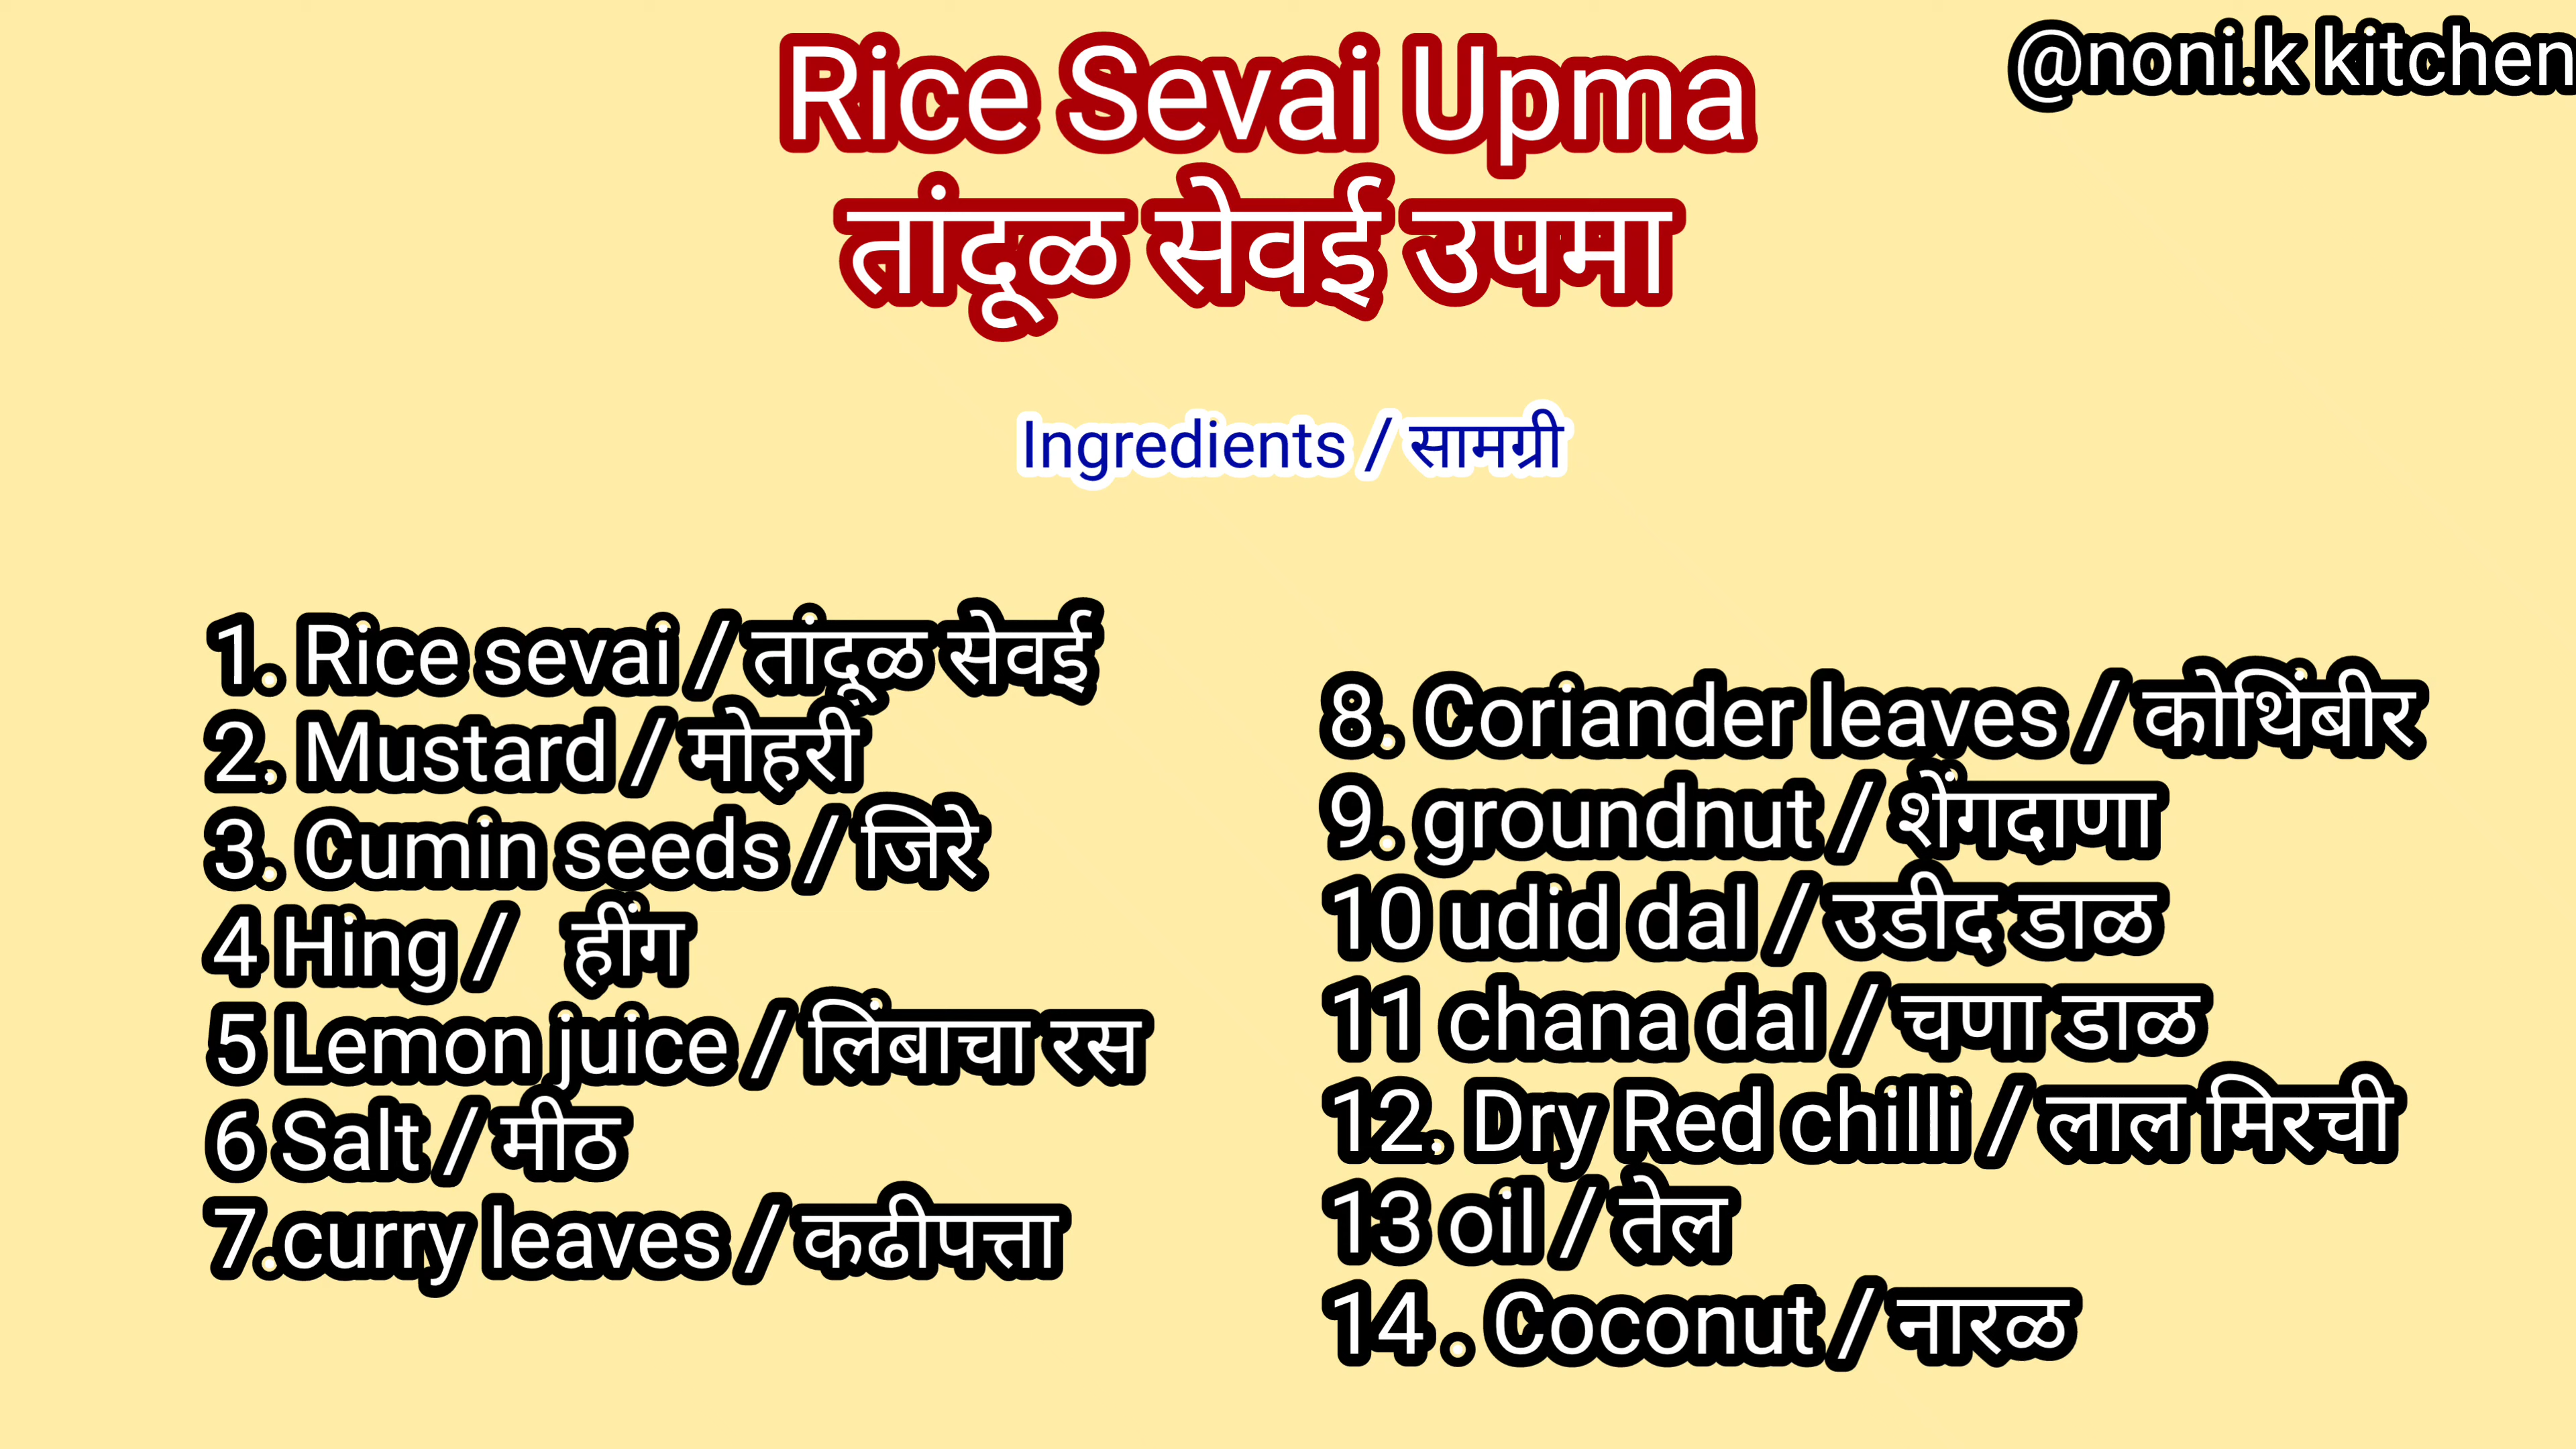 Rice Sevai Upma
@noni.k kitchen
तांदूळ सेवई उपमा
Ingredients / सामग्री
1. Rice sevai / तांदूळ सेवई
2. Mustard / मोहरी
3. Cumin seeds / जिरे
4 Hing /   हींग
5 Lemon juice / लिंबाचा रस
6 Salt / मीठ
7.curry leaves / कढीपत्ता
8. Coriander leaves / कोथिंबीर
9. groundnut / शेंगदाणा
10 udid dal / उडीद डाळ
11 chana dal / चणा डाळ
12. Dry Red chilli / लाल मिरची
13 oil / तेल
14 . Coconut / नारळ